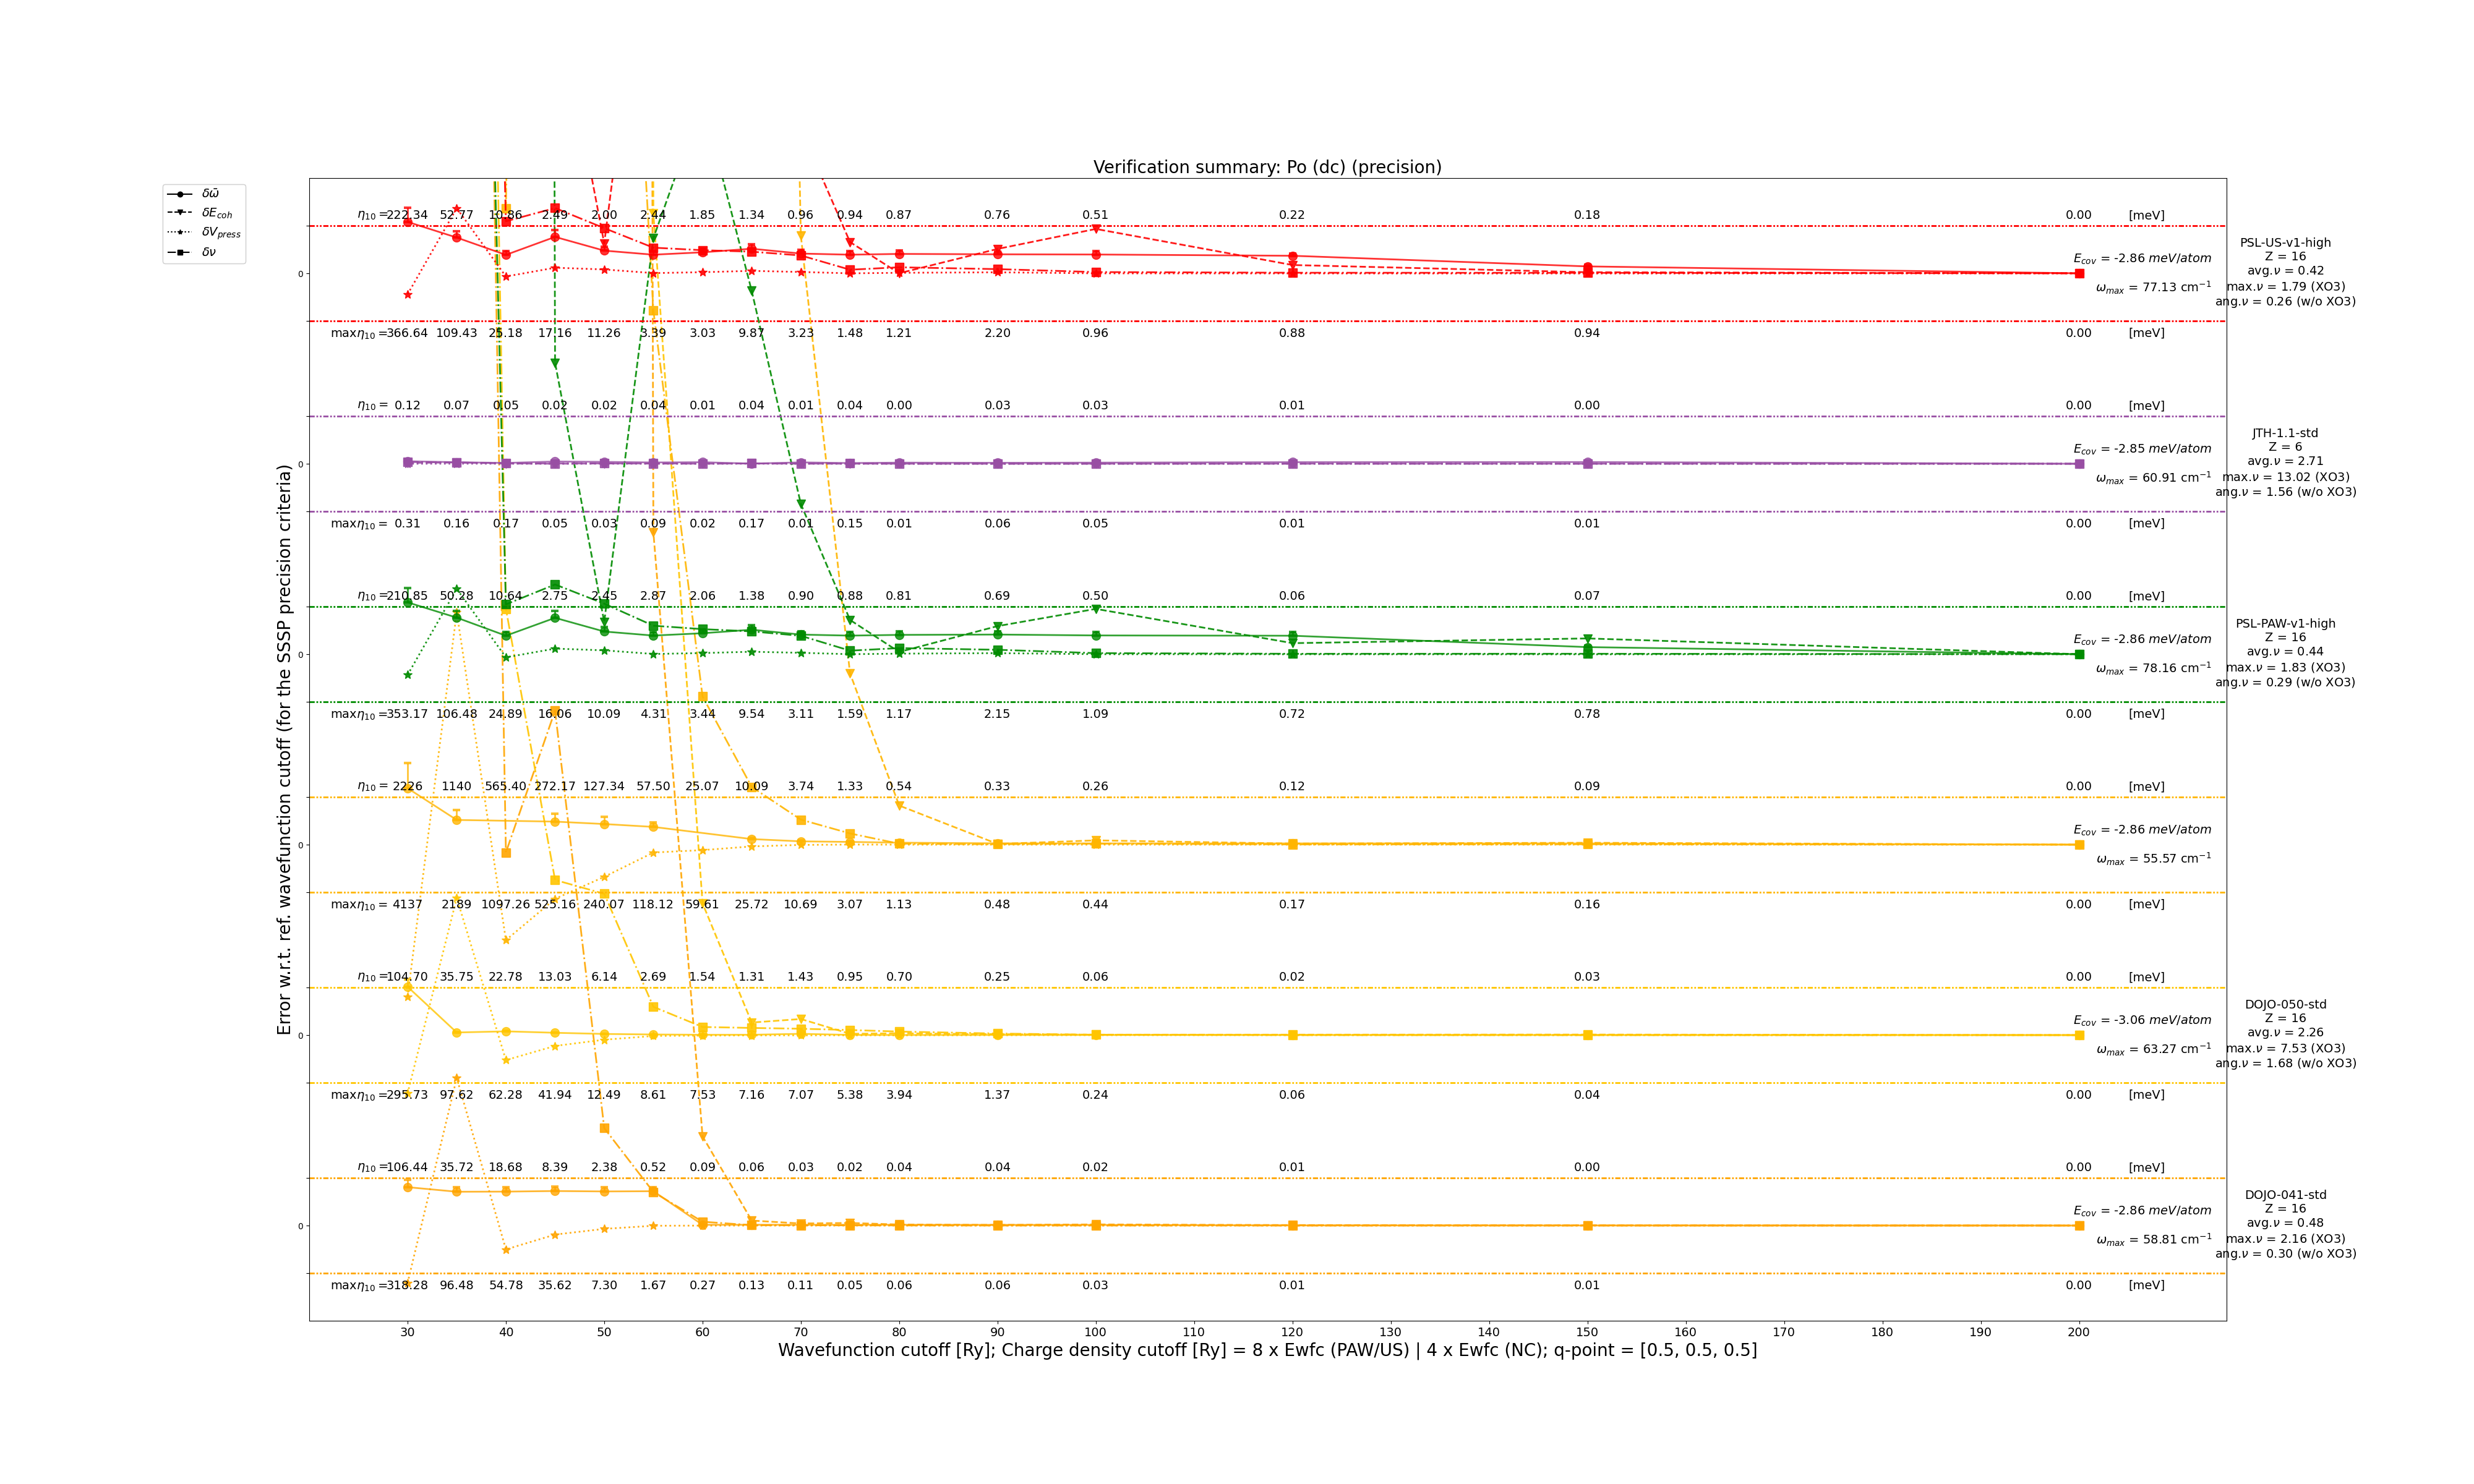 Verification summary: Po (dc) (precision)
δω̄
δE_coh
δV_press
δν
Error w.r.t. ref. wavefunction cutoff (for the SSSP precision criteria)
η₁₀ = 222.34 52.77 10.86 2.49 2.00 2.44 1.85 1.34 0.96 0.94 0.87 0.76 0.51 0.22 0.18 0.00 [meV]
0
E_cov = -2.86 meV/atom
ω_max = 77.13 cm⁻¹
PSL-US-v1-high
Z = 16
avg.ν = 0.42
max.ν = 1.79 (XO3)
ang.ν = 0.26 (w/o XO3)
maxη₁₀ = 366.64 109.43 25.18 17.16 11.26 3.39 3.03 9.87 3.23 1.48 1.21 2.20 0.96 0.88 0.94 0.00 [meV]
η₁₀ = 0.12 0.07 0.05 0.02 0.02 0.04 0.01 0.04 0.01 0.04 0.00 0.03 0.03 0.01 0.00 0.00 [meV]
0
E_cov = -2.85 meV/atom
ω_max = 60.91 cm⁻¹
JTH-1.1-std
Z = 6
avg.ν = 2.71
max.ν = 13.02 (XO3)
ang.ν = 1.56 (w/o XO3)
maxη₁₀ = 0.31 0.16 0.17 0.05 0.03 0.09 0.02 0.17 0.01 0.15 0.01 0.06 0.05 0.01 0.01 0.00 [meV]
η₁₀ = 210.85 50.28 10.64 2.75 2.45 2.87 2.06 1.38 0.90 0.88 0.81 0.69 0.50 0.06 0.07 0.00 [meV]
0
E_cov = -2.86 meV/atom
ω_max = 78.16 cm⁻¹
PSL-PAW-v1-high
Z = 16
avg.ν = 0.44
max.ν = 1.83 (XO3)
ang.ν = 0.29 (w/o XO3)
maxη₁₀ = 353.17 106.48 24.89 16.06 10.09 4.31 3.44 9.54 3.11 1.59 1.17 2.15 1.09 0.72 0.78 0.00 [meV]
η₁₀ = 2226 1140 565.40 272.17 127.34 57.50 25.07 10.09 3.74 1.33 0.54 0.33 0.26 0.12 0.09 0.00 [meV]
0
E_cov = -2.86 meV/atom
ω_max = 55.57 cm⁻¹
maxη₁₀ = 4137 2189 1097.26 525.16 240.07 118.12 59.61 25.72 10.69 3.07 1.13 0.48 0.44 0.17 0.16 0.00 [meV]
η₁₀ = 104.70 35.75 22.78 13.03 6.14 2.69 1.54 1.31 1.43 0.95 0.70 0.25 0.06 0.02 0.03 0.00 [meV]
0
E_cov = -3.06 meV/atom
ω_max = 63.27 cm⁻¹
DOJO-050-std
Z = 16
avg.ν = 2.26
max.ν = 7.53 (XO3)
ang.ν = 1.68 (w/o XO3)
maxη₁₀ = 295.73 97.62 62.28 41.94 12.49 8.61 7.53 7.16 7.07 5.38 3.94 1.37 0.24 0.06 0.04 0.00 [meV]
η₁₀ = 106.44 35.72 18.68 8.39 2.38 0.52 0.09 0.06 0.03 0.02 0.04 0.04 0.02 0.01 0.00 0.00 [meV]
0
E_cov = -2.86 meV/atom
ω_max = 58.81 cm⁻¹
DOJO-041-std
Z = 16
avg.ν = 0.48
max.ν = 2.16 (XO3)
ang.ν = 0.30 (w/o XO3)
maxη₁₀ = 318.28 96.48 54.78 35.62 7.30 1.67 0.27 0.13 0.11 0.05 0.06 0.06 0.03 0.01 0.01 0.00 [meV]
30 40 50 60 70 80 90 100 110 120 130 140 150 160 170 180 190 200
Wavefunction cutoff [Ry]; Charge density cutoff [Ry] = 8 x Ewfc (PAW/US) | 4 x Ewfc (NC); q-point = [0.5, 0.5, 0.5]